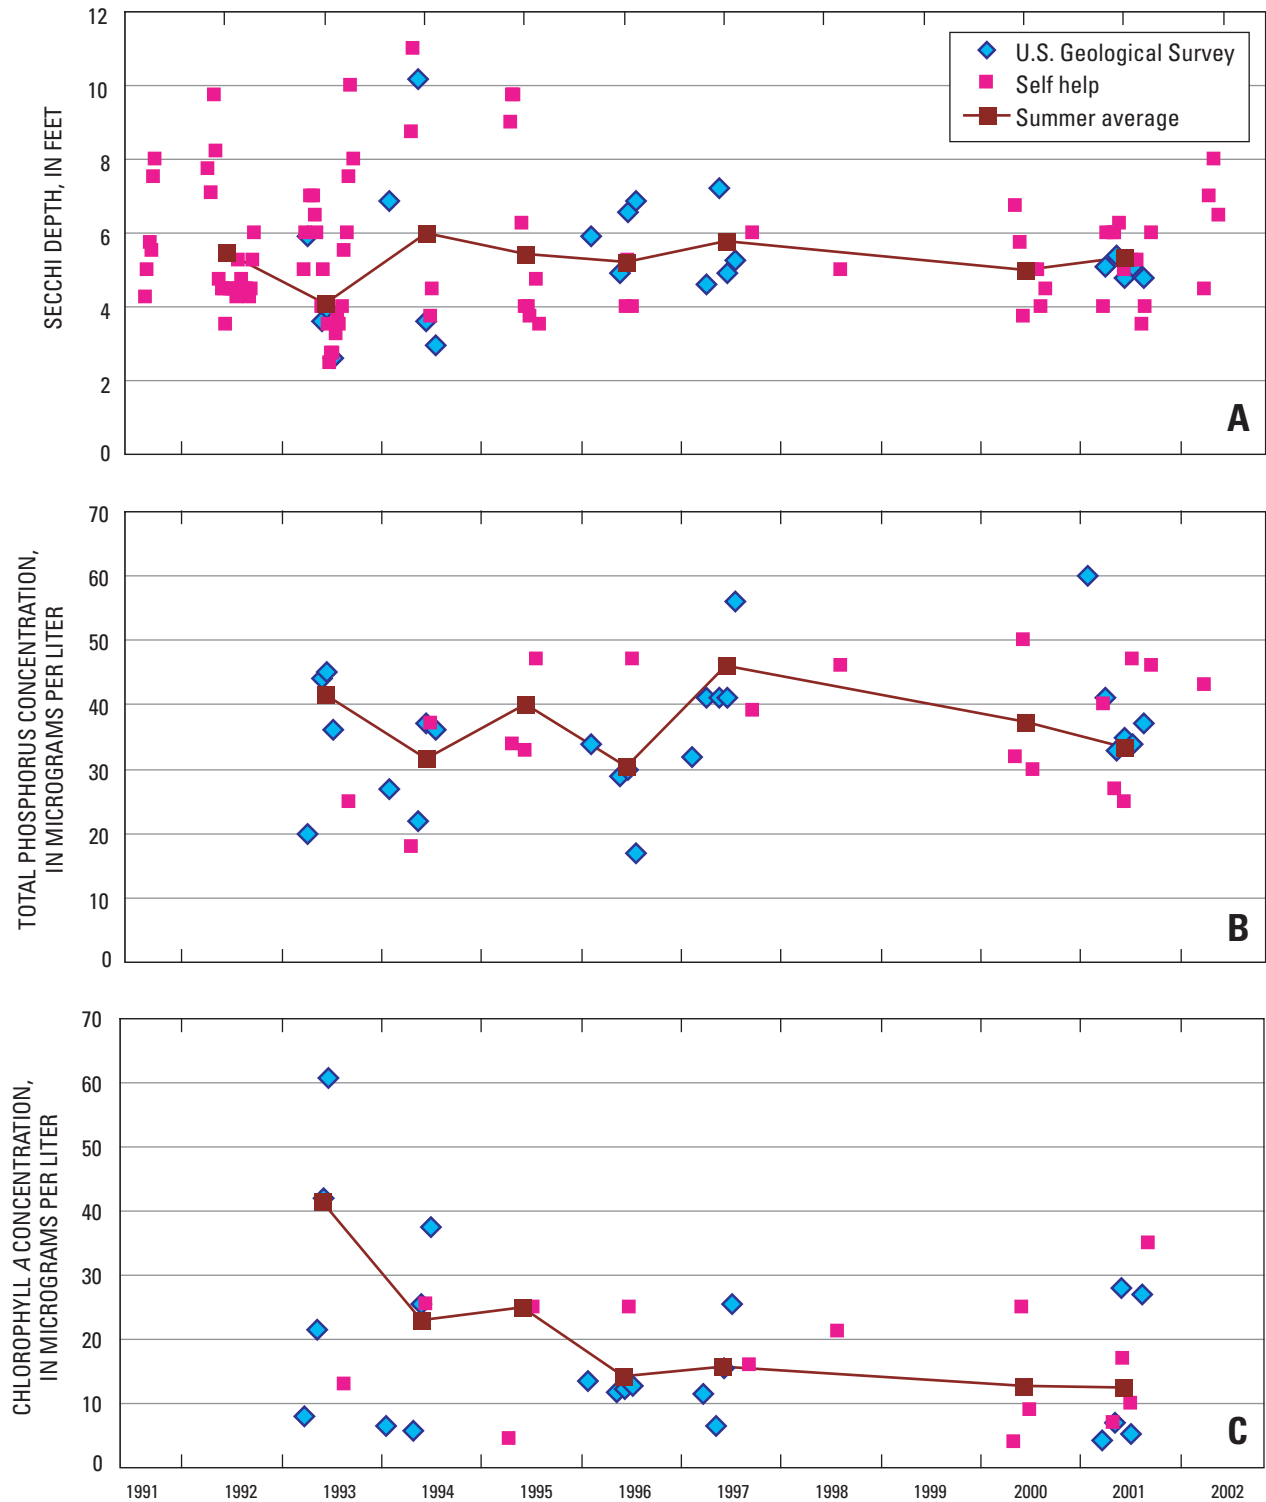 12
10
8
6
4
2
0
SECCHI DEPTH, IN FEET
U.S. Geological Survey
Self help
Summer average
A
70
60
50
40
30
20
10
0
TOTAL PHOSPHORUS CONCENTRATION,
IN MICROGRAMS PER LITER
B
70
60
50
40
30
20
10
0
CHLOROPHYLL A CONCENTRATION,
IN MICROGRAMS PER LITER
C
1991 1992 1993 1994 1995 1996 1997 1998 1999 2000 2001 2002